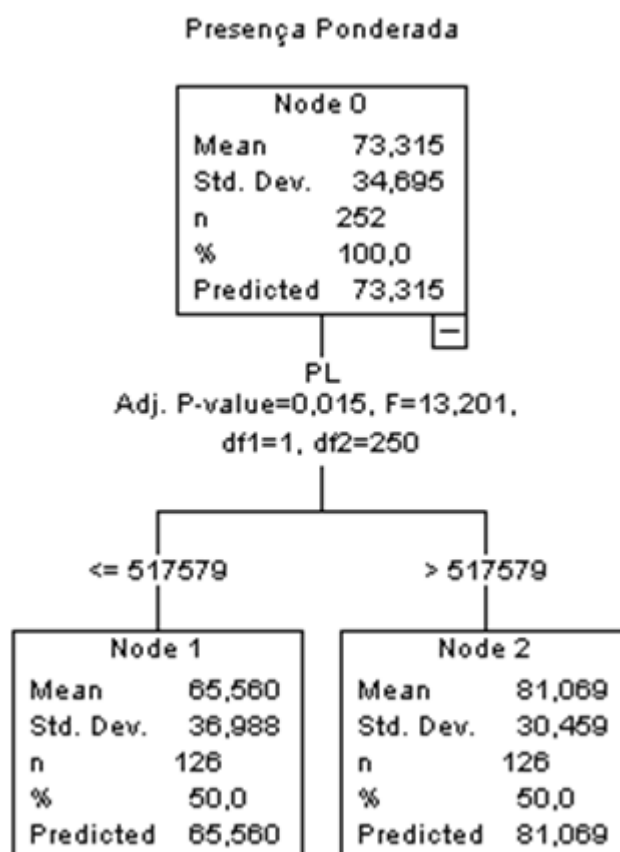 Presença Ponderada
Node 0
Mean 73,315
Std. Dev. 34,695
n 252
% 100,0
Predicted 73,315
PL
Adj. P-value=0,015, F=13,201,
df1=1, df2=250
<= 517579
> 517579
Node 1
Mean 65,560
Std. Dev. 36,988
n 126
% 50,0
Predicted 65,560
Node 2
Mean 81,069
Std. Dev. 30,459
n 126
% 50,0
Predicted 81,069